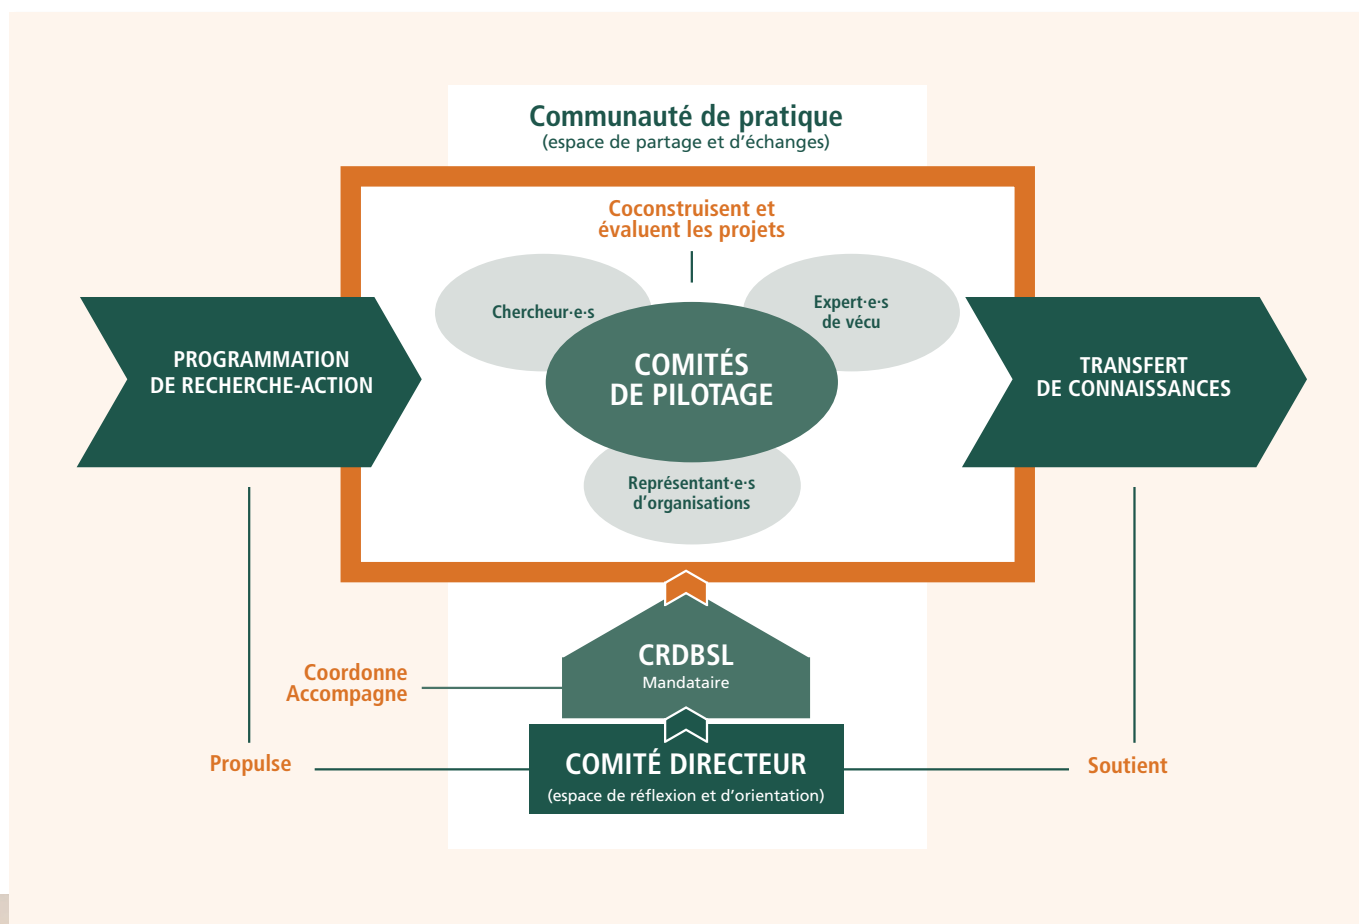 Communauté de pratique
(espace de partage et d'échanges)
Coconstruisent et
évaluent les projets
Chercheur·e·s
Expert·e·s
de vécu
PROGRAMMATION
DE RECHERCHE-ACTION
COMITÉS
DE PILOTAGE
TRANSFERT
DE CONNAISSANCES
Représentant·e·s
d'organisations
CRDBSL
Mandataire
Coordonne
Accompagne
Propulse
COMITÉ DIRECTEUR
(espace de réflexion et d'orientation)
Soutient